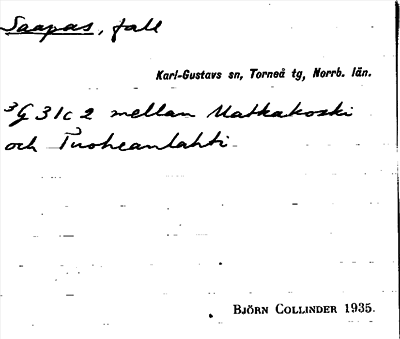 Saapas, fall
Karl-Gustavs sn, Torneå tg, Norrb. län.
3G 31c 2 mellan Matkakoski
och Tuoheanlahti
BJÖRN COLLINDER 1935.